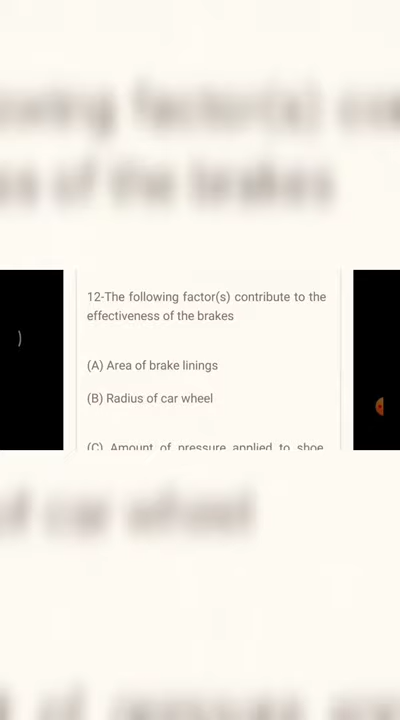 12-The following factor(s) contribute to the
effectiveness of the brakes
(A) Area of brake linings
(B) Radius of car wheel
(C) Amount of pressure applied to shoe